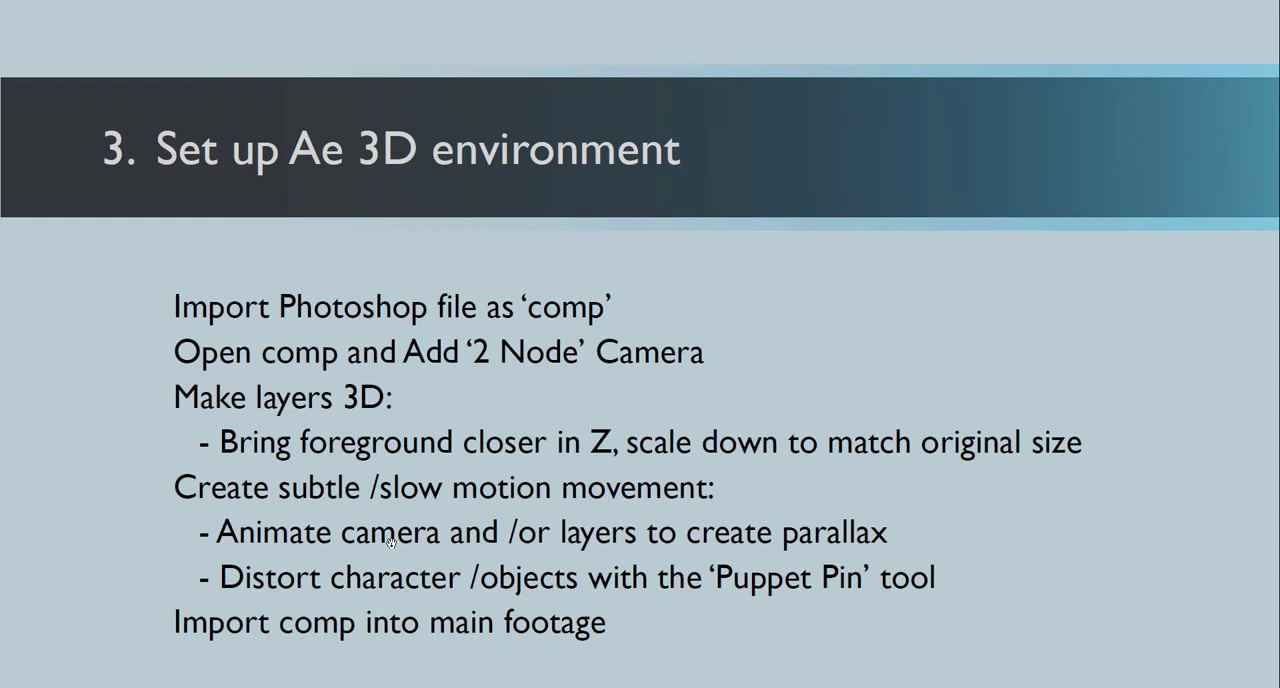 3. Set up Ae 3D environment
Import Photoshop file as ‘comp’
Open comp and Add ‘2 Node’ Camera
Make layers 3D:
- Bring foreground closer in Z, scale down to match original size
Create subtle /slow motion movement:
- Animate camera and /or layers to create parallax
- Distort character /objects with the ‘Puppet Pin’ tool
Import comp into main footage